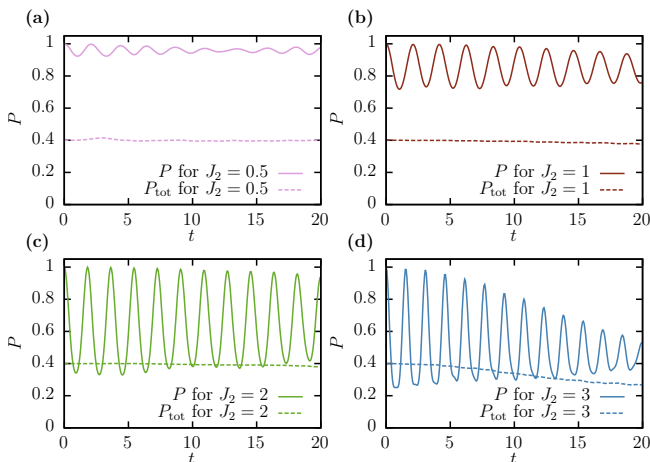 (a)
1
0.8
0.6
0.4
0.2
0
P
P for J₂ = 0.5
P_tot for J₂ = 0.5
0 5 10 15 20
t
(b)
1
0.8
0.6
0.4
0.2
0
P
P for J₂ = 1
P_tot for J₂ = 1
0 5 10 15 20
t
(c)
1
0.8
0.6
0.4
0.2
0
P
P for J₂ = 2
P_tot for J₂ = 2
0 5 10 15 20
t
(d)
1
0.8
0.6
0.4
0.2
0
P
P for J₂ = 3
P_tot for J₂ = 3
0 5 10 15 20
t